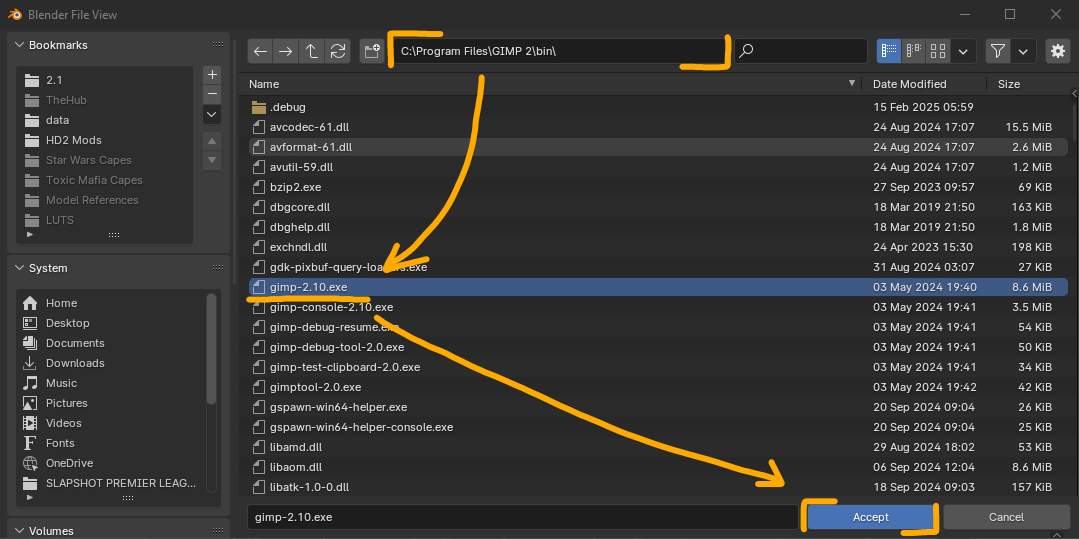 Blender File View
Bookmarks
2.1
TheHub
data
HD2 Mods
Star Wars Capes
Toxic Mafia Capes
Model References
LUTS
System
Home
Desktop
Documents
Downloads
Music
Pictures
Videos
Fonts
OneDrive
SLAPSHOT PREMIER LEAG...
Volumes
C:\Program Files\GIMP 2\bin\
Name Date Modified Size
.debug 15 Feb 2025 05:59
avcodec-61.dll 24 Aug 2024 17:07 15.5 MiB
avformat-61.dll 24 Aug 2024 17:07 2.6 MiB
avutil-59.dll 24 Aug 2024 17:07 1.2 MiB
bzip2.exe 27 Sep 2023 09:57 69 KiB
dbgcore.dll 18 Mar 2019 21:50 163 KiB
dbghelp.dll 18 Mar 2019 21:50 1.8 MiB
exchndl.dll 24 Apr 2023 15:30 198 KiB
gdk-pixbuf-query-loaders.exe 31 Aug 2024 03:07 27 KiB
gimp-2.10.exe 03 May 2024 19:40 8.6 MiB
gimp-console-2.10.exe 03 May 2024 19:41 3.5 MiB
gimp-debug-resume.exe 03 May 2024 19:41 54 KiB
gimp-debug-tool-2.0.exe 03 May 2024 19:41 50 KiB
gimp-test-clipboard-2.0.exe 03 May 2024 19:41 34 KiB
gimptool-2.0.exe 03 May 2024 19:42 42 KiB
gspawn-win64-helper.exe 20 Sep 2024 09:04 26 KiB
gspawn-win64-helper-console.exe 20 Sep 2024 09:04 25 KiB
libamd.dll 29 Aug 2024 18:02 53 KiB
libaom.dll 06 Sep 2024 12:04 8.6 MiB
libatk-1.0-0.dll 18 Sep 2024 09:03 157 KiB
gimp-2.10.exe Accept Cancel